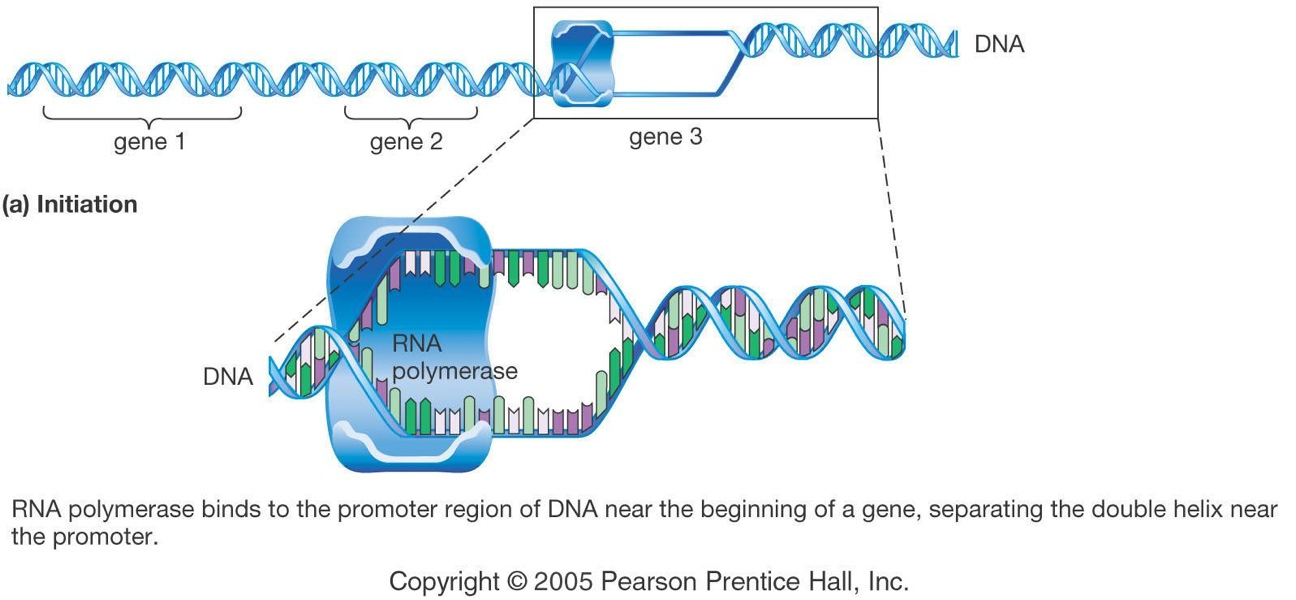 DNA
gene 1
gene 2
gene 3
(a) Initiation
RNA
polymerase
DNA
RNA polymerase binds to the promoter region of DNA near the beginning of a gene, separating the double helix near
the promoter.
Copyright © 2005 Pearson Prentice Hall, Inc.